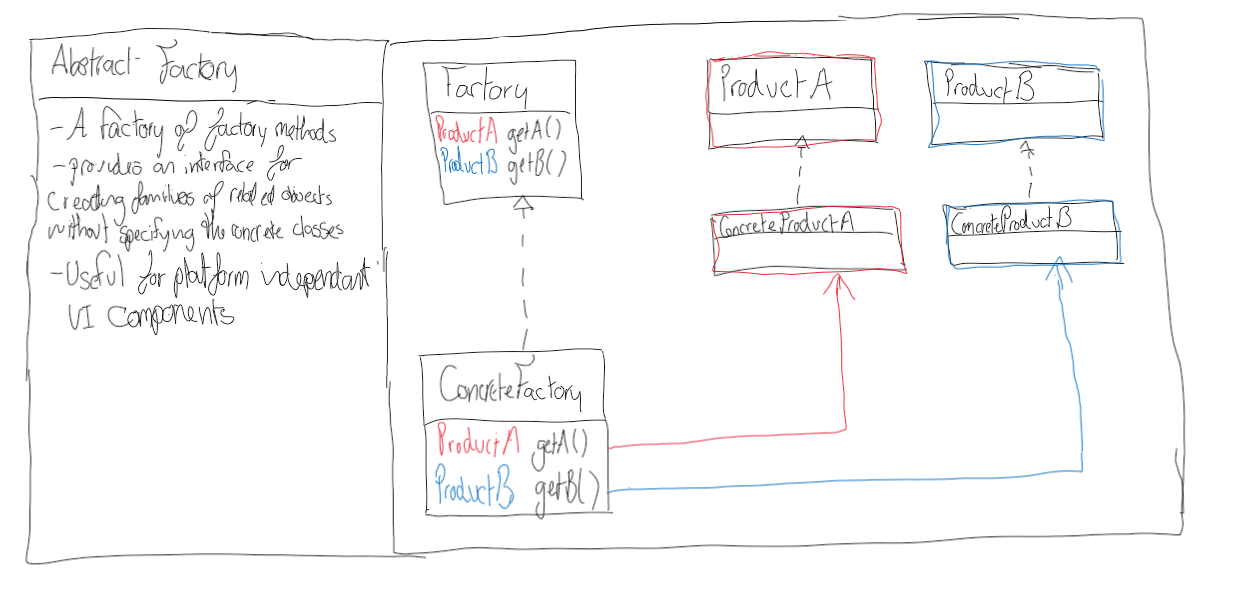 Abstract Factory
- A factory of factory methods
- provides an interface for
creating families of related objects
without specifying the concrete classes
- Useful for platform independant
UI Components
Factory
ProductA getA()
ProductB getB()
ProductA
ProductB
ConcreteProductA
ConcreteProductB
ConcreteFactory
ProductA getA()
ProductB getB()